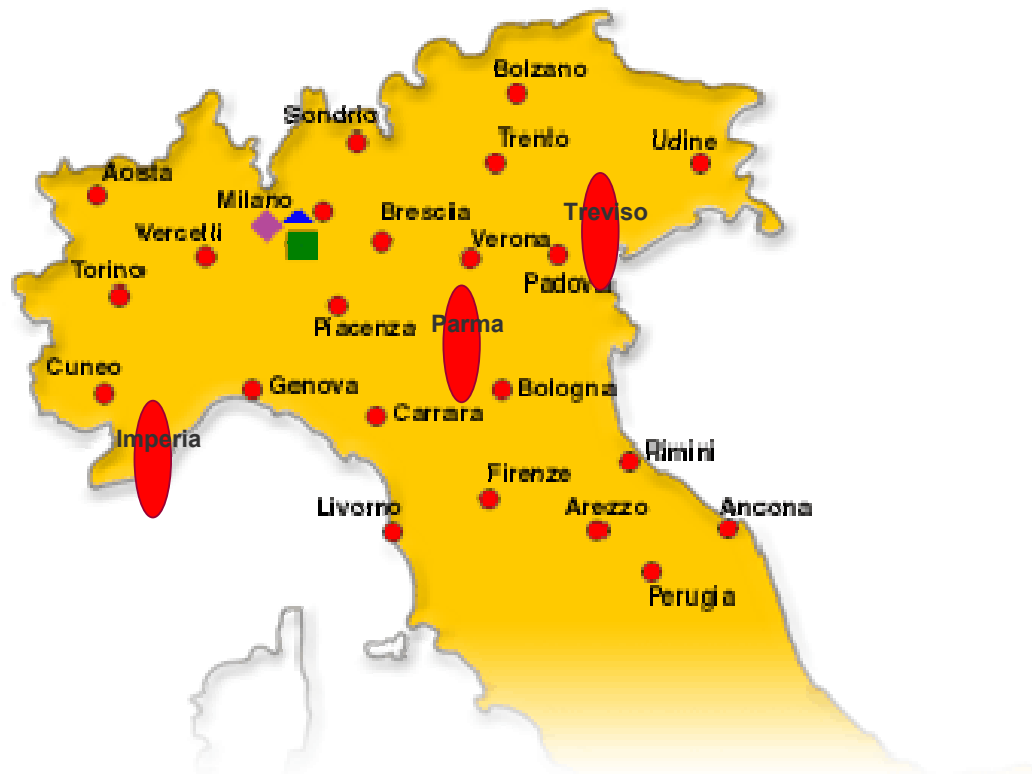 Bolzano
Sondrio
Trento
Udine
Aosta
Milano
Brescia
Treviso
Vercelli
Verona
Torino
Padova
Piacenza
Parma
Cuneo
Genova
Bologna
Carrara
Imperia
Rimini
Firenze
Livorno
Arezzo
Ancona
Perugia